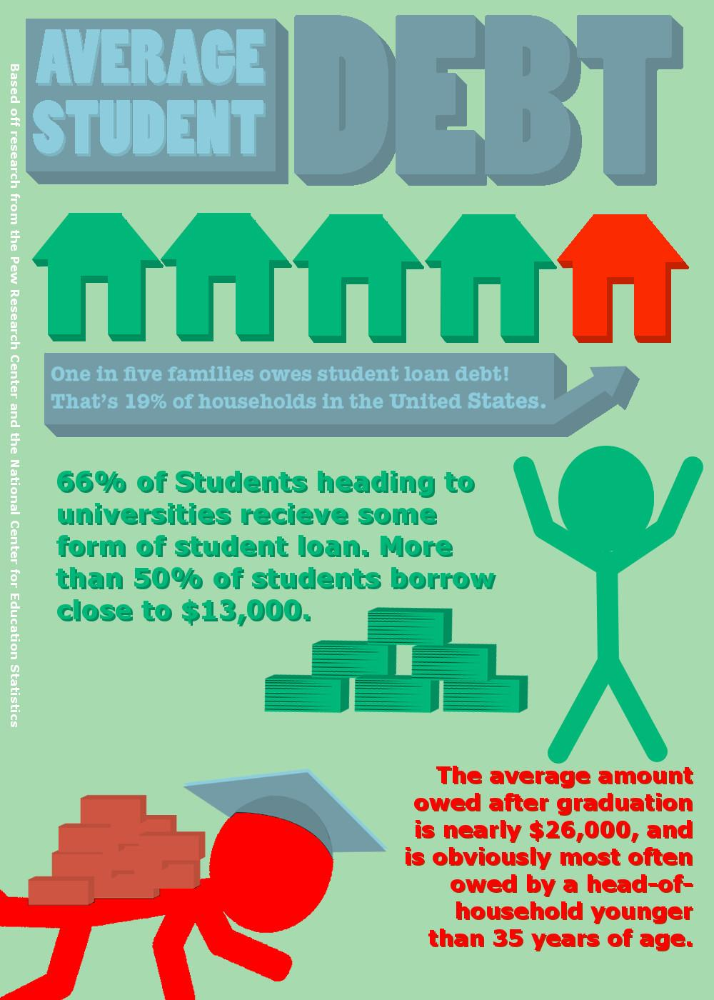 AVERAGE
STUDENT
DEBT
Based off research from the Pew Research Center and the National Center for Education Statistics
One in five families owes student loan debt!
That's 19% of households in the United States.
66% of Students heading to
universities recieve some
form of student loan. More
than 50% of students borrow
close to $13,000.
The average amount
owed after graduation
is nearly $26,000, and
is obviously most often
owed by a head-of-
household younger
than 35 years of age.